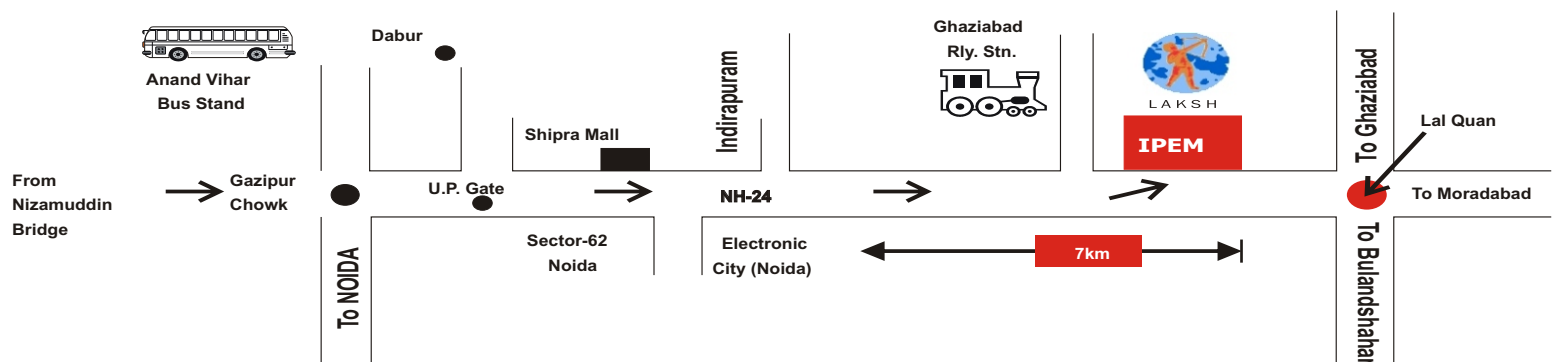 Dabur
Anand Vihar
Bus Stand
Ghaziabad
Rly. Stn.
Indirapuram
Shipra Mall
LAKSH
IPEM
To Ghaziabad
Lal Quan
From
Nizamuddin
Bridge
Gazipur
Chowk
U.P. Gate
NH-24
To Moradabad
To NOIDA
Sector-62
Noida
Electronic
City (Noida)
7km
To Bulandshahar